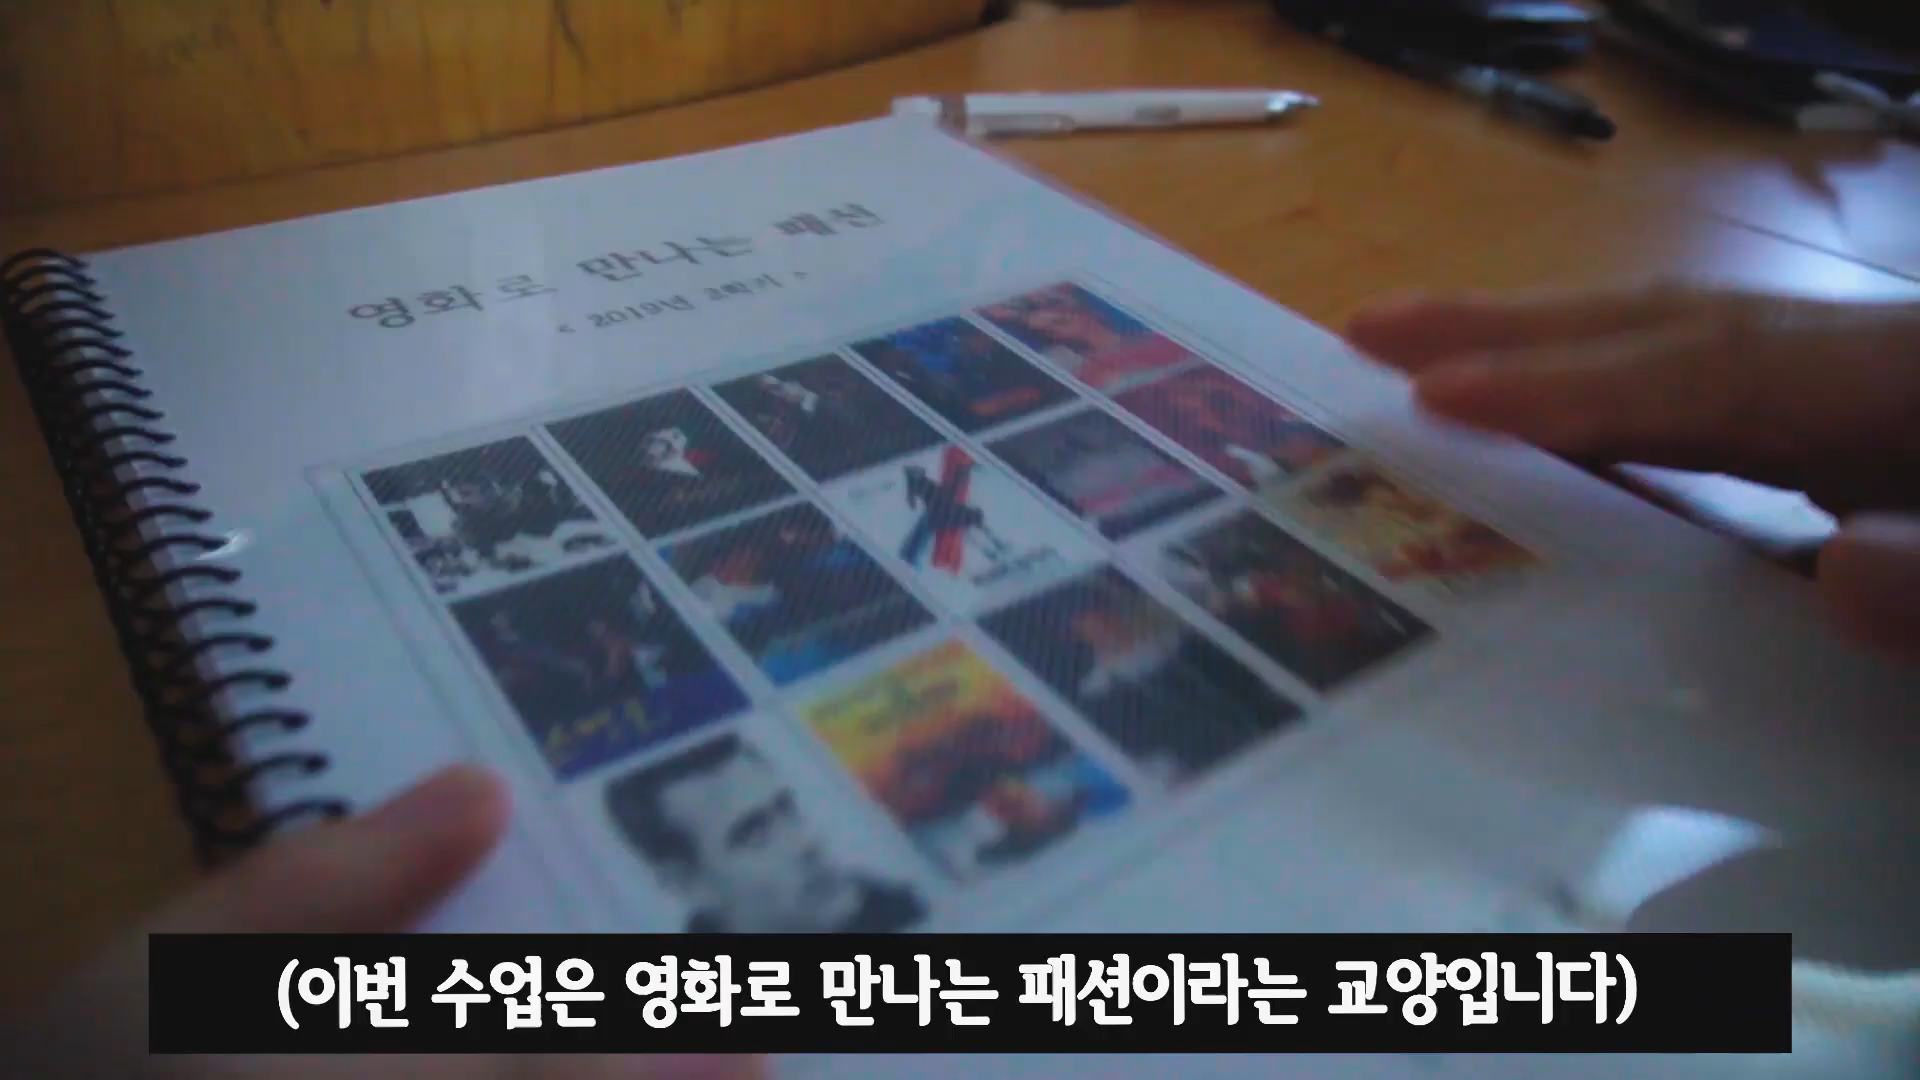 영화로 만나는 패션
< 2019년 2학기 >
(이번 수업은 영화로 만나는 패션이라는 교양입니다)